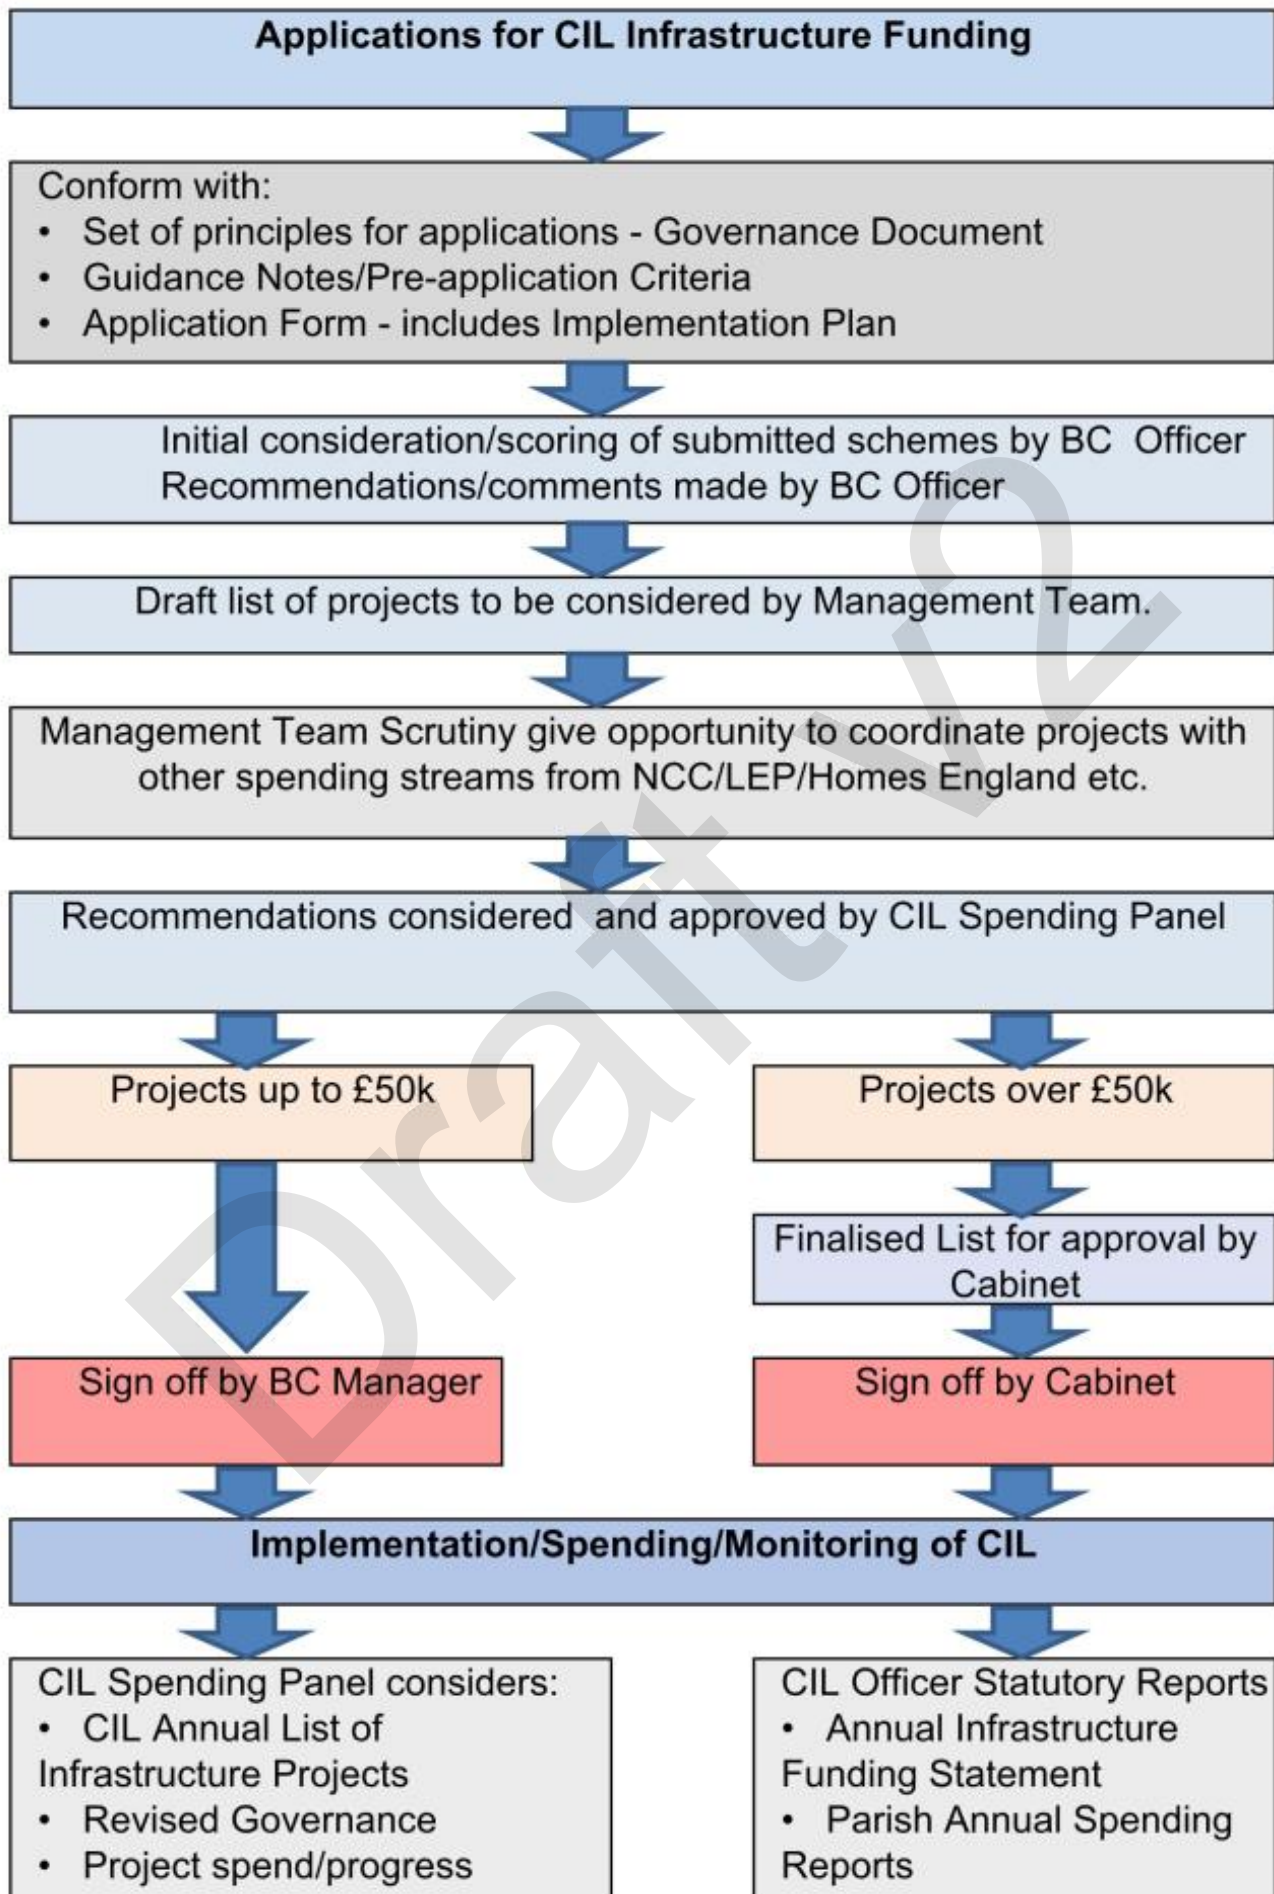 Applications for CIL Infrastructure Funding
Conform with:
• Set of principles for applications - Governance Document
• Guidance Notes/Pre-application Criteria
• Application Form - includes Implementation Plan
Initial consideration/scoring of submitted schemes by BC Officer
Recommendations/comments made by BC Officer
Draft list of projects to be considered by Management Team.
Management Team Scrutiny give opportunity to coordinate projects with
other spending streams from NCC/LEP/Homes England etc.
Recommendations considered and approved by CIL Spending Panel
Projects up to £50k
Projects over £50k
Finalised List for approval by
Cabinet
Sign off by BC Manager
Sign off by Cabinet
Implementation/Spending/Monitoring of CIL
CIL Spending Panel considers:
• CIL Annual List of
Infrastructure Projects
• Revised Governance
• Project spend/progress
CIL Officer Statutory Reports
• Annual Infrastructure
Funding Statement
• Parish Annual Spending
Reports
Draft v2